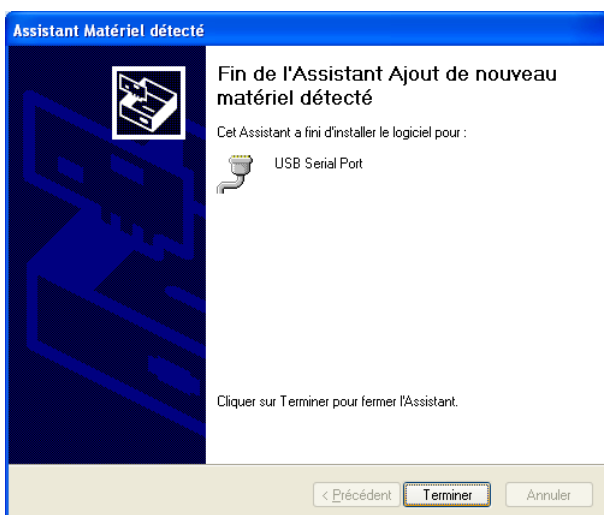 Assistant Matériel détecté
Fin de l'Assistant Ajout de nouveau
matériel détecté
Cet Assistant a fini d'installer le logiciel pour :
USB Serial Port
Cliquer sur Terminer pour fermer l'Assistant.
< Précédent Terminer Annuler